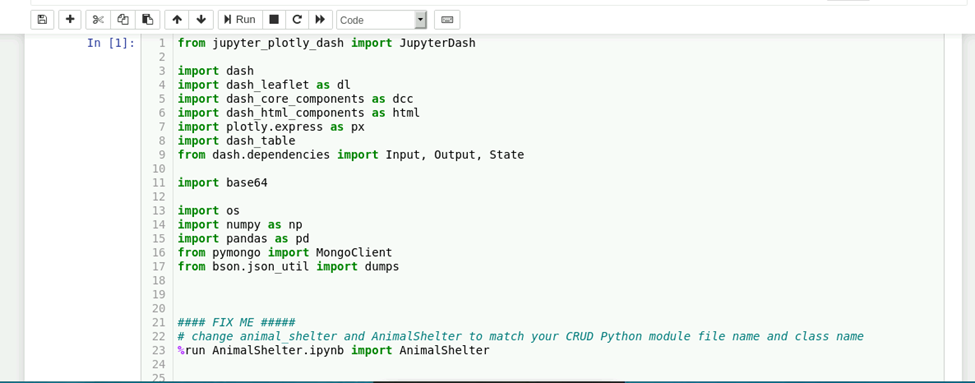 Run
Code
In [1]:
1 from jupyter_plotly_dash import JupyterDash
2
3 import dash
4 import dash_leaflet as dl
5 import dash_core_components as dcc
6 import dash_html_components as html
7 import plotly.express as px
8 import dash_table
9 from dash.dependencies import Input, Output, State
10
11 import base64
12
13 import os
14 import numpy as np
15 import pandas as pd
16 from pymongo import MongoClient
17 from bson.json_util import dumps
18
19
20
21 #### FIX ME #####
22 # change animal_shelter and AnimalShelter to match your CRUD Python module file name and class name
23 %run AnimalShelter.ipynb import AnimalShelter
24
25